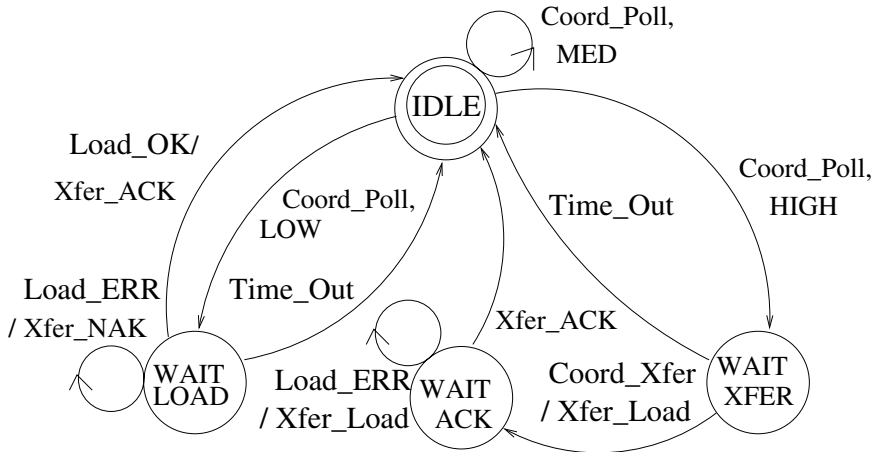 Coord_Poll,
MED
IDLE
Load_OK/
Xfer_ACK
Coord_Poll,
LOW
Time_Out
Coord_Poll,
HIGH
Load_ERR
/ Xfer_NAK
Time_Out
Xfer_ACK
WAIT
LOAD
Load_ERR
/ Xfer_Load
WAIT
ACK
Coord_Xfer
/ Xfer_Load
WAIT
XFER